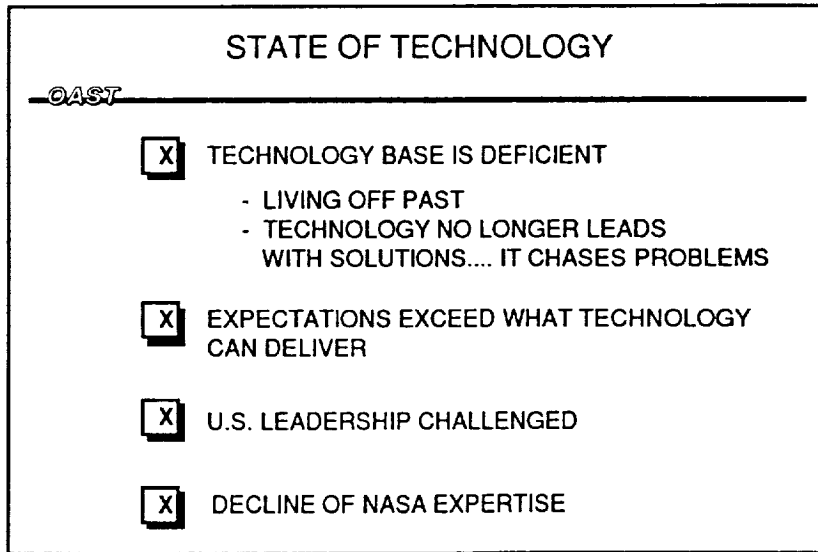 STATE OF TECHNOLOGY
OAST
X TECHNOLOGY BASE IS DEFICIENT
- LIVING OFF PAST
- TECHNOLOGY NO LONGER LEADS
WITH SOLUTIONS.... IT CHASES PROBLEMS
X EXPECTATIONS EXCEED WHAT TECHNOLOGY
CAN DELIVER
X U.S. LEADERSHIP CHALLENGED
X DECLINE OF NASA EXPERTISE